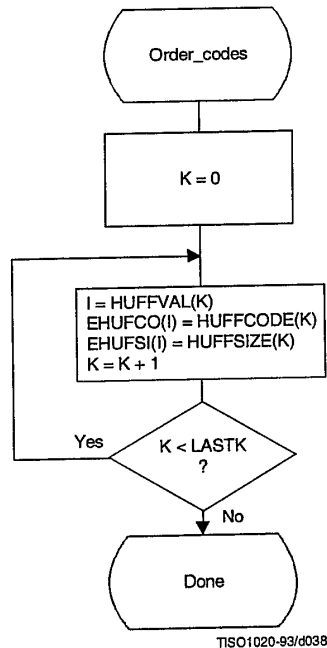 Order_codes
K = 0
I = HUFFVAL(K)
EHUFCO(I) = HUFFCODE(K)
EHUFSI(I) = HUFFSIZE(K)
K = K + 1
K < LASTK
?
Yes
No
Done
TISO1020-93/d038